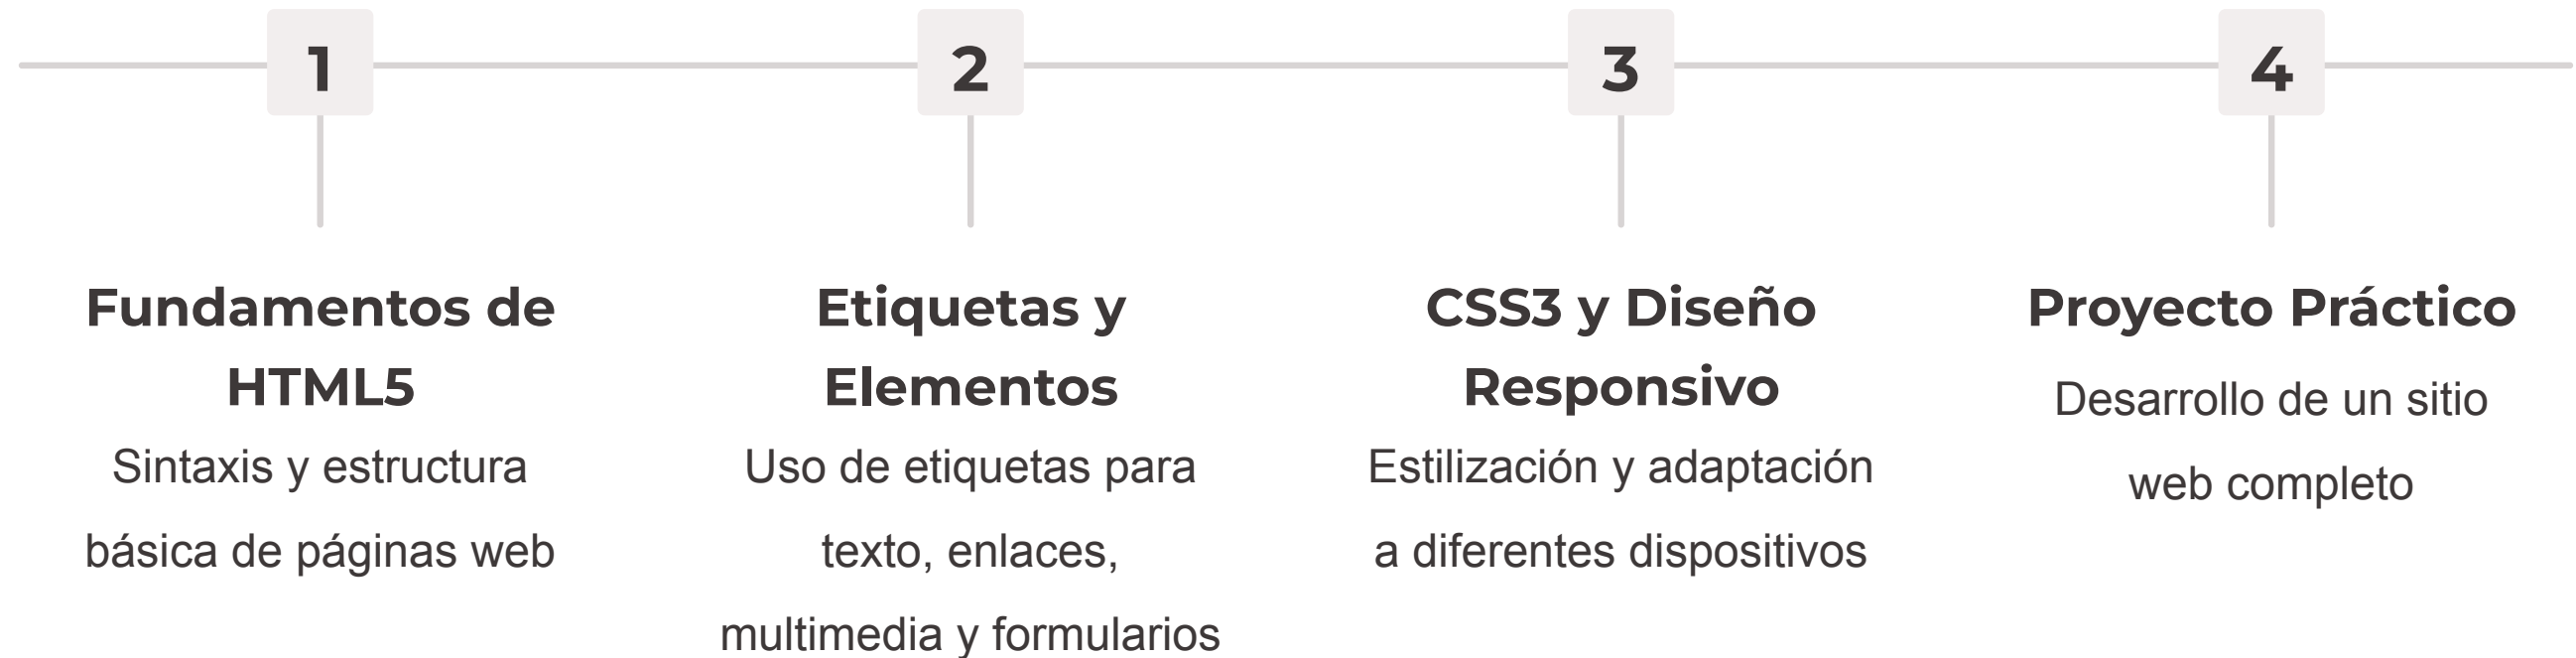 1
Fundamentos de
HTML5
Sintaxis y estructura
básica de páginas web
2
Etiquetas y
Elementos
Uso de etiquetas para
texto, enlaces,
multimedia y formularios
3
CSS3 y Diseño
Responsivo
Estilización y adaptación
a diferentes dispositivos
4
Proyecto Práctico
Desarrollo de un sitio
web completo